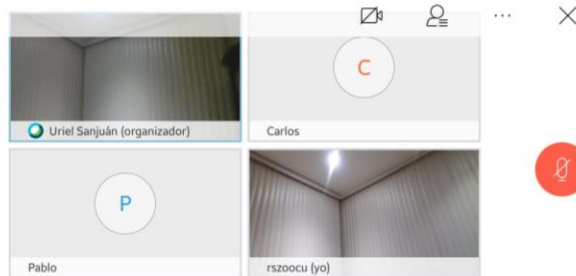 C
Uriel Sanjuán (organizador)
Carlos
P
Pablo
rszoocu (yo)